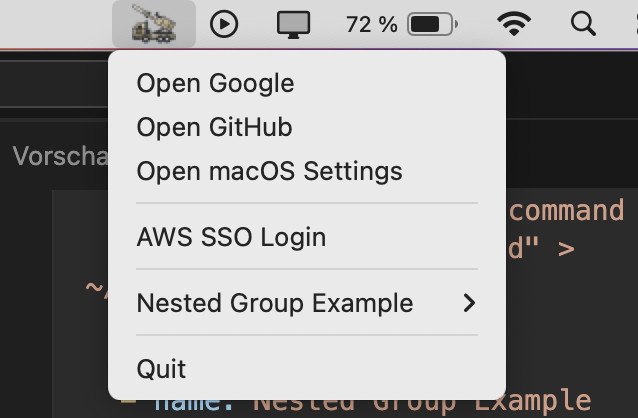 72 %
Open Google
Open GitHub
Open macOS Settings
Vorscha
command
AWS SSO Login
d" >
~/
Nested Group Example
Quit
name: Nested Group Example